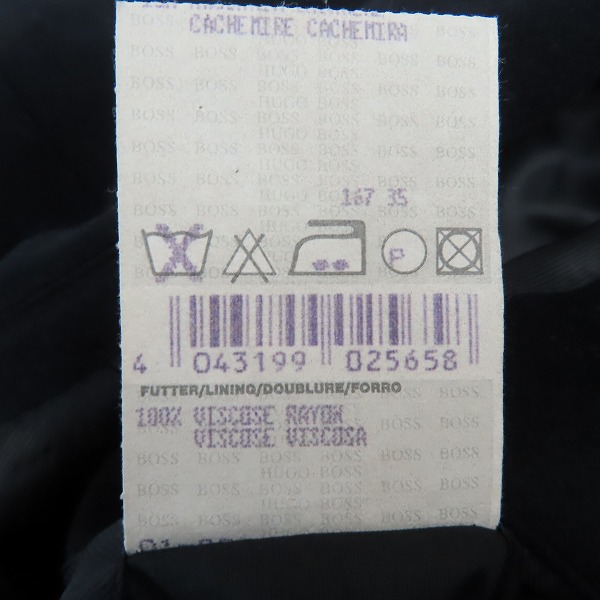 CACHEMIRE CACHEMIRA
167 35
P
4 043199 025658
FUTTER/LINING/DOUBLURE/FORRO
100% VISCOSE RAYON
VISCOSE VISCOSA